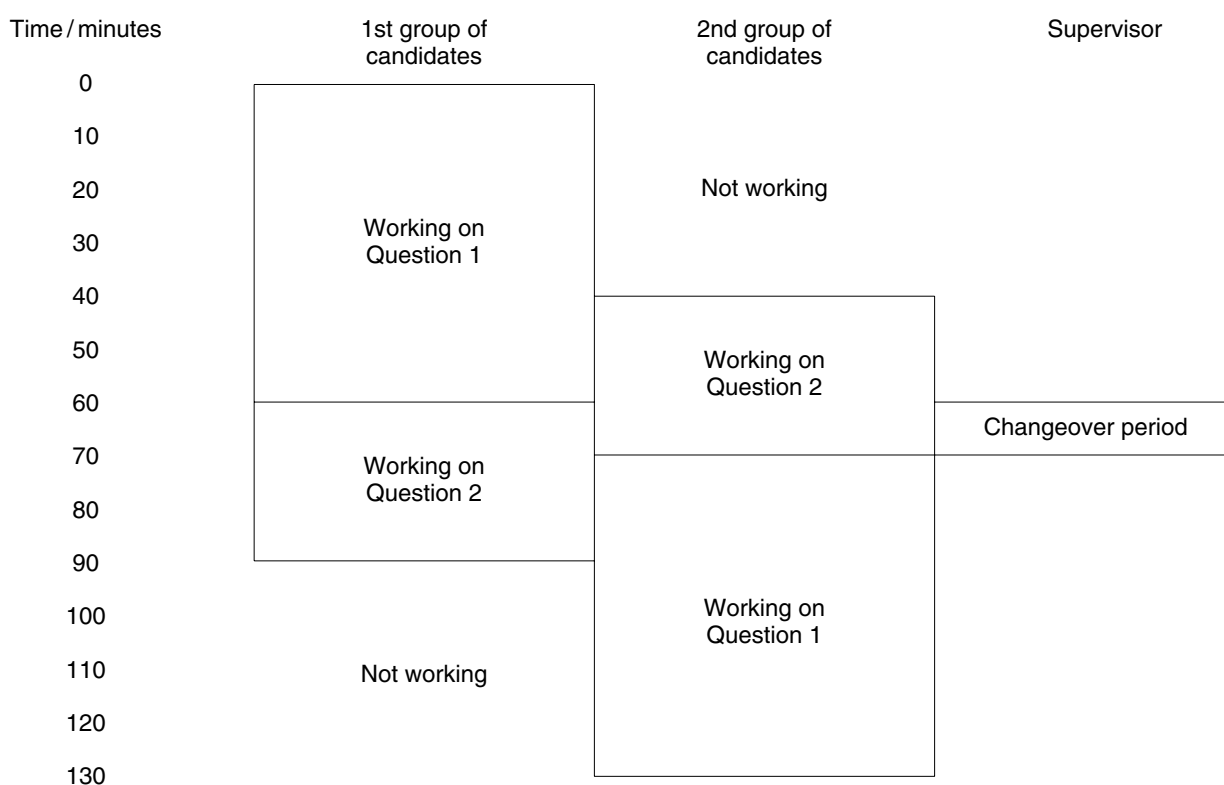 Time / minutes
1st group of
candidates
2nd group of
candidates
Supervisor
0
10
20
Not working
Working on
Question 1
30
40
50
Working on
Question 2
60
Changeover period
70
Working on
Question 2
80
90
100
Working on
Question 1
110
Not working
120
130